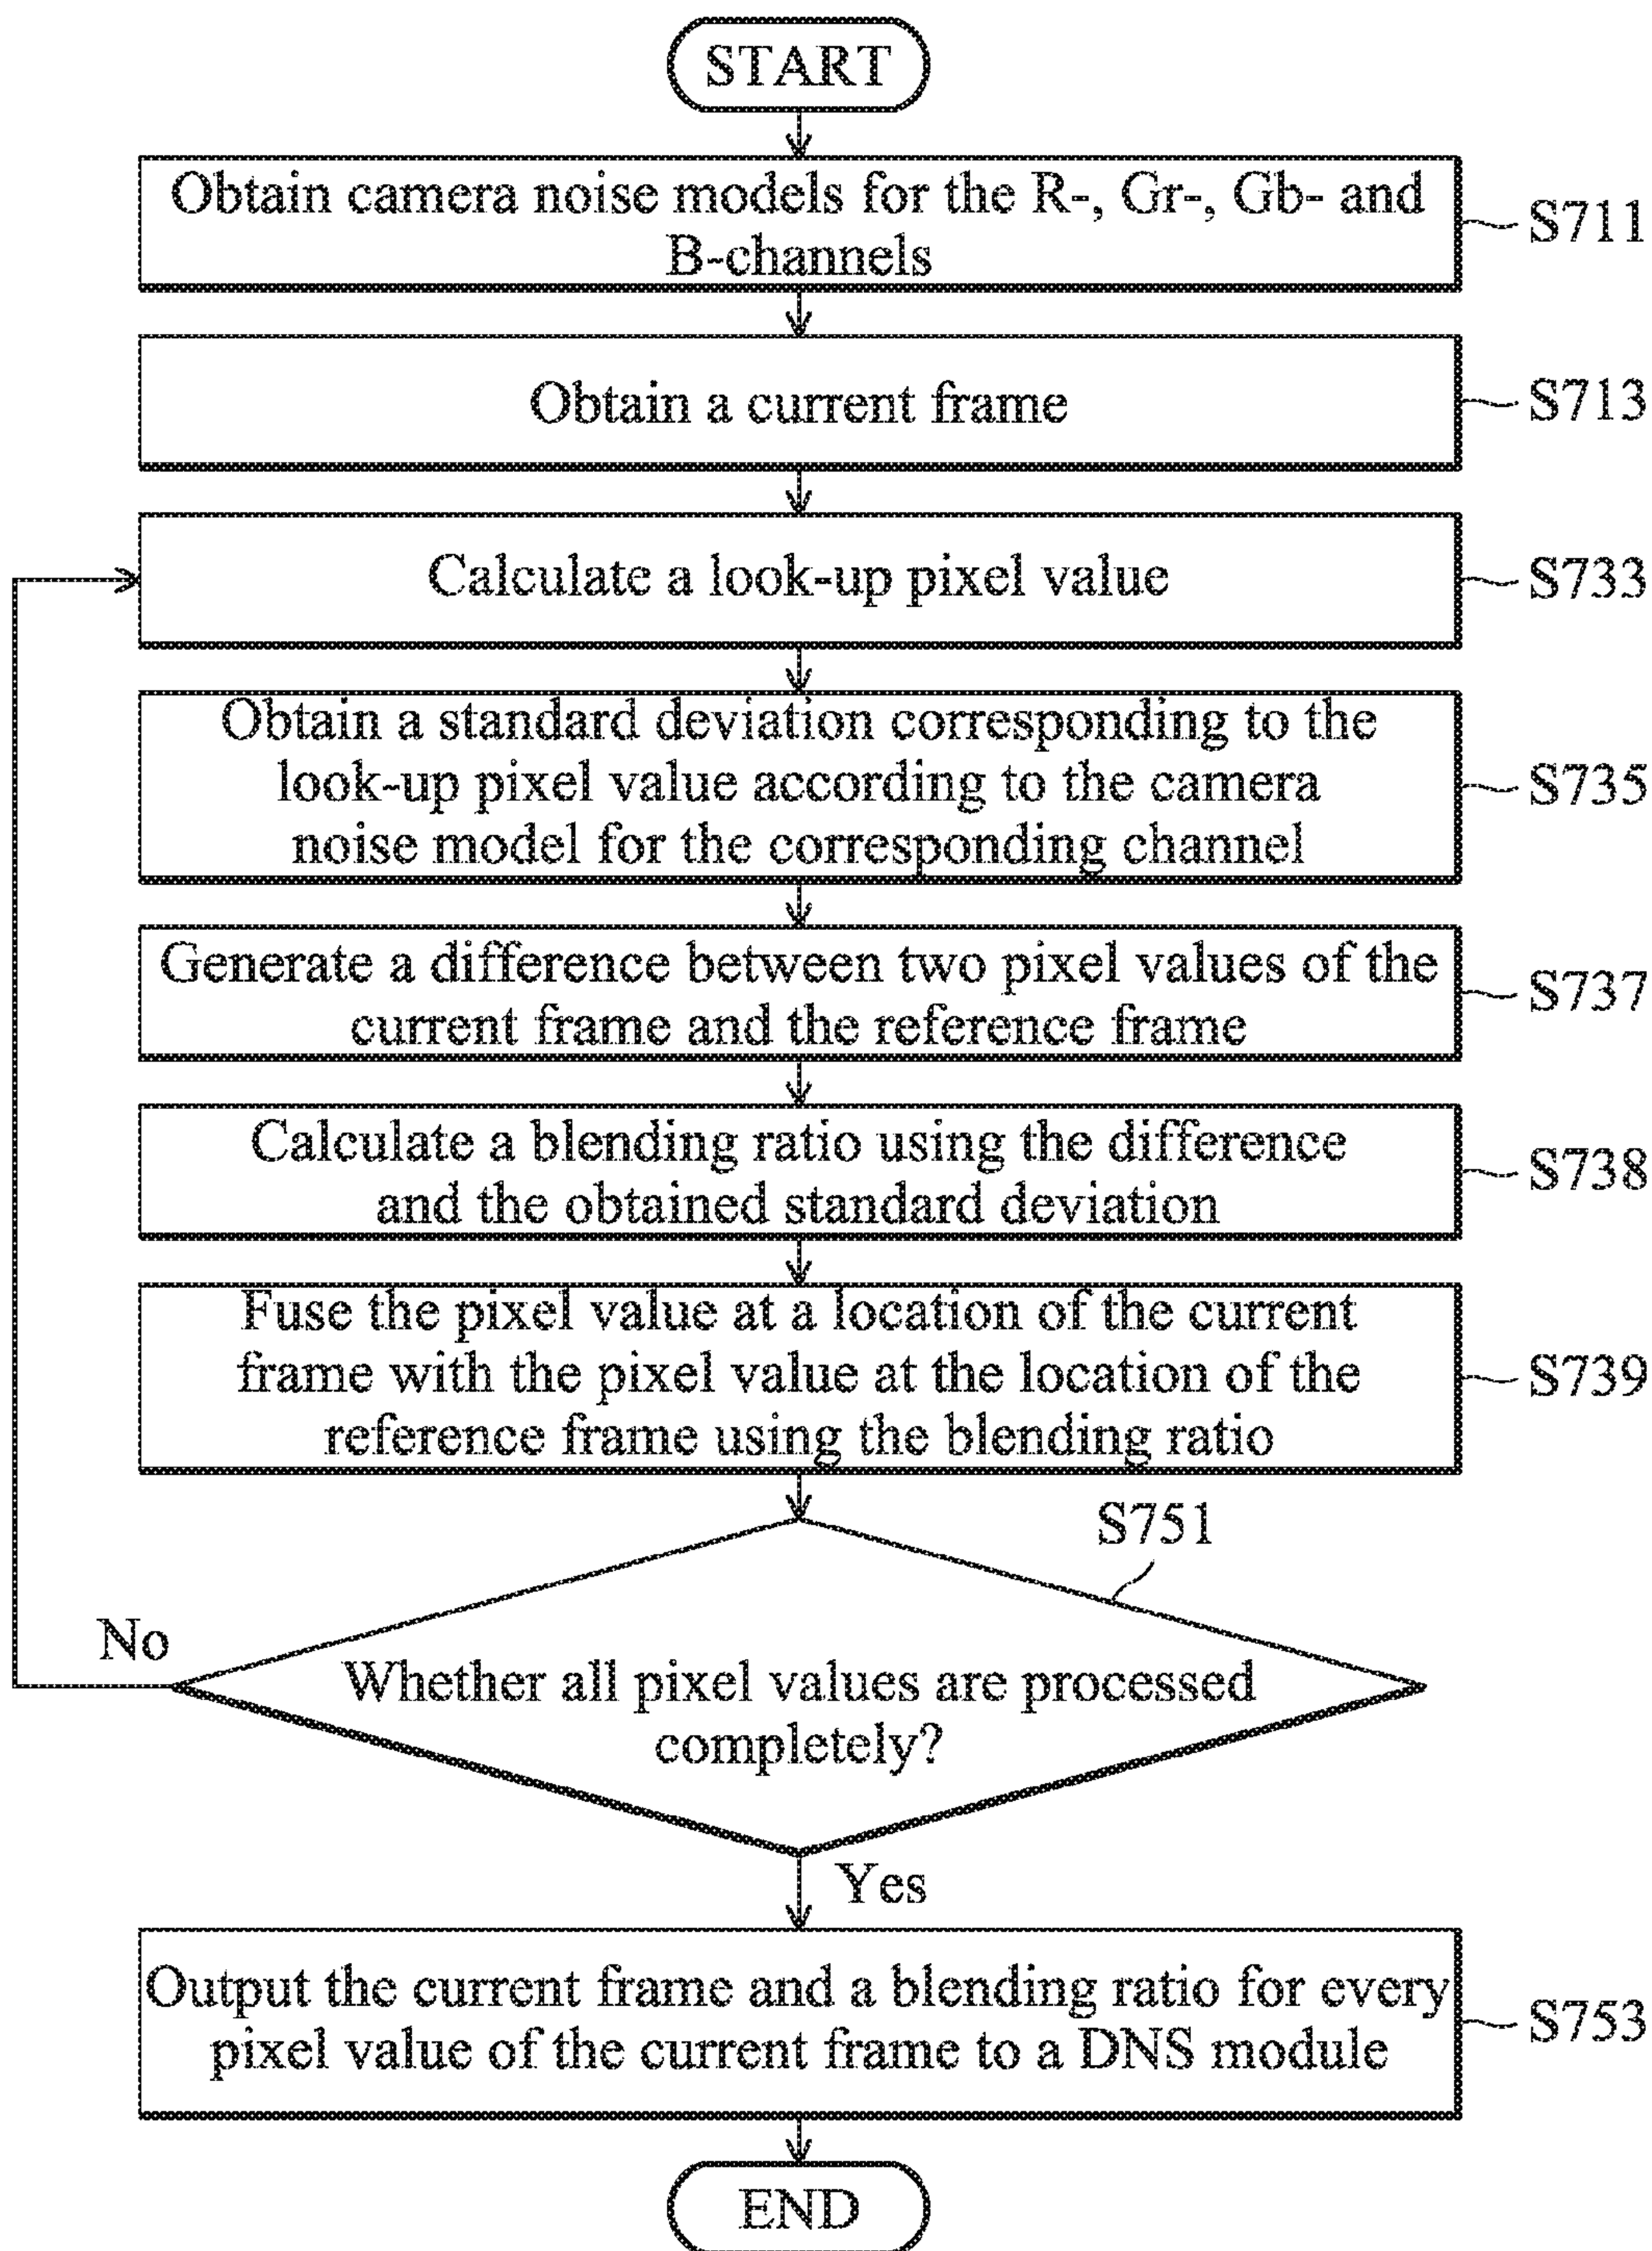 START
Obtain camera noise models for the R-, Gr-, Gb- and
B-channels
S711
Obtain a current frame
S713
Calculate a look-up pixel value
S733
Obtain a standard deviation corresponding to the
look-up pixel value according to the camera
noise model for the corresponding channel
S735
Generate a difference between two pixel values of the
current frame and the reference frame
S737
Calculate a blending ratio using the difference
and the obtained standard deviation
S738
Fuse the pixel value at a location of the current
frame with the pixel value at the location of the
reference frame using the blending ratio
S739
S751
No
Whether all pixel values are processed
completely?
Yes
Output the current frame and a blending ratio for every
pixel value of the current frame to a DNS module
S753
END